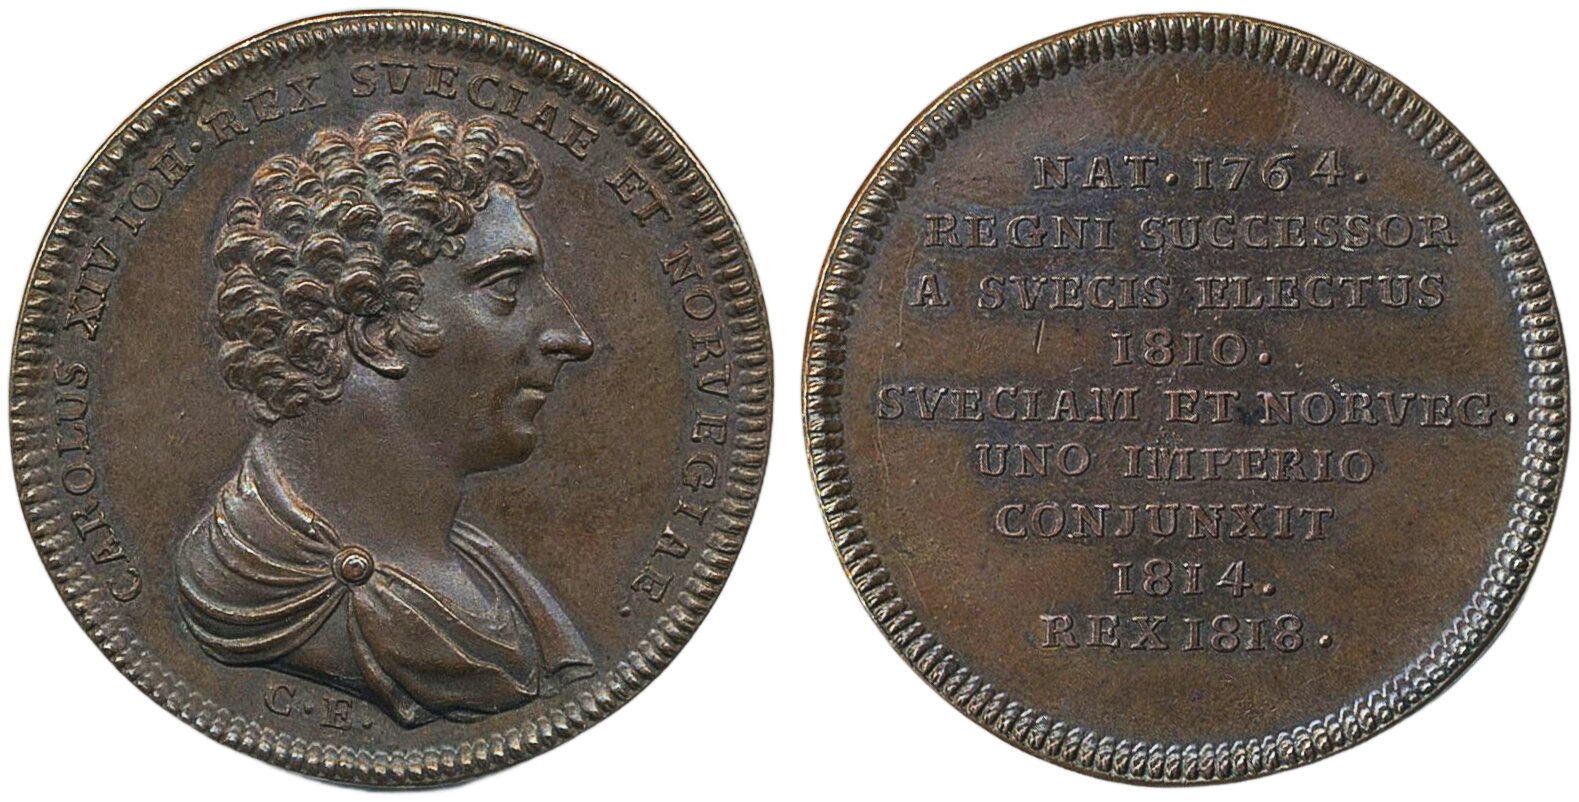 CAROLUS XIV IOH. REX SVECIAE ET NORVEGIAE.
C. E.
NAT. 1764.
REGNI SUCCESSOR
A SVECIS ELECTUS
1810.
SVECIAM ET NORVEG.
UNO IMPERIO
CONJUNXIT
1814.
REX 1818.